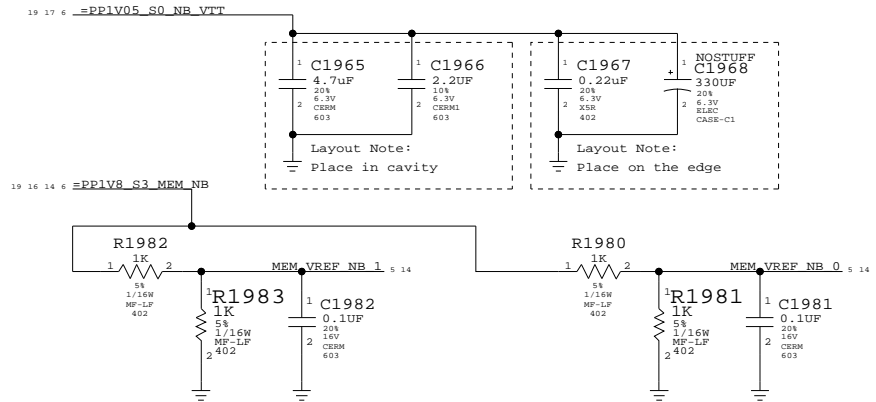 19 17 6 =PP1V05_S0_NB_VTT
1 C1965
4.7uF
20%
2 6.3V
CERM
603
1 C1966
2.2UF
10%
2 6.3V
CERM1
603
Layout Note:
Place in cavity
1 C1967
0.22uF
20%
2 6.3V
X5R
402
NOSTUFF
+ 1 C1968
330UF
20%
2 6.3V
ELEC
CASE-C1
Layout Note:
Place on the edge
19 16 14 6 =PP1V8_S3_MEM_NB
R1982
1K
1 2
5%
1/16W
MF-LF
402
MEM_VREF_NB_1 5 14
1 R1983
1K
5%
1/16W
MF-LF
2 402
1 C1982
0.1UF
20%
2 16V
CERM
603
R1980
1K
1 2
5%
1/16W
MF-LF
402
MEM_VREF_NB_0 5 14
1 R1981
1K
5%
1/16W
MF-LF
2 402
1 C1981
0.1UF
20%
2 16V
CERM
603